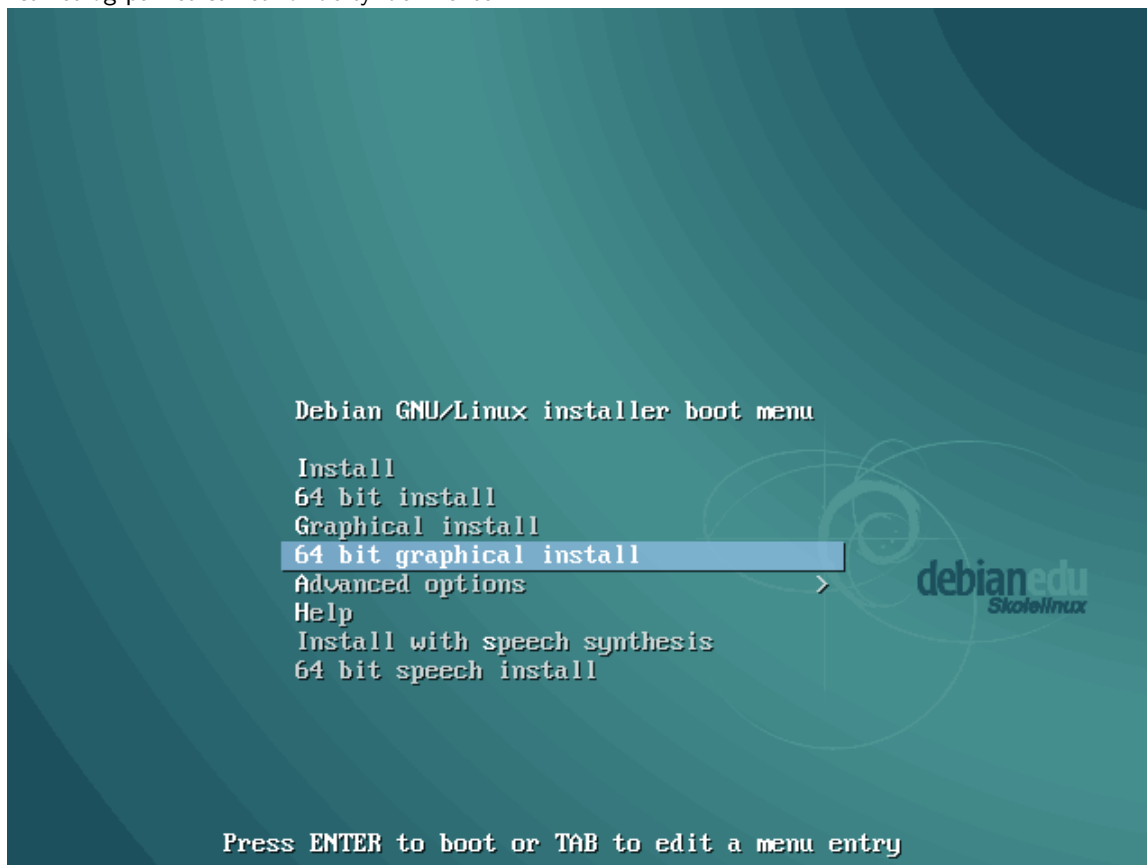 Debian GNU/Linux installer boot menu
Install
64 bit install
Graphical install
64 bit graphical install
Advanced options >
Help
Install with speech synthesis
64 bit speech install
debianedu
Skolelinux
Press ENTER to boot or TAB to edit a menu entry